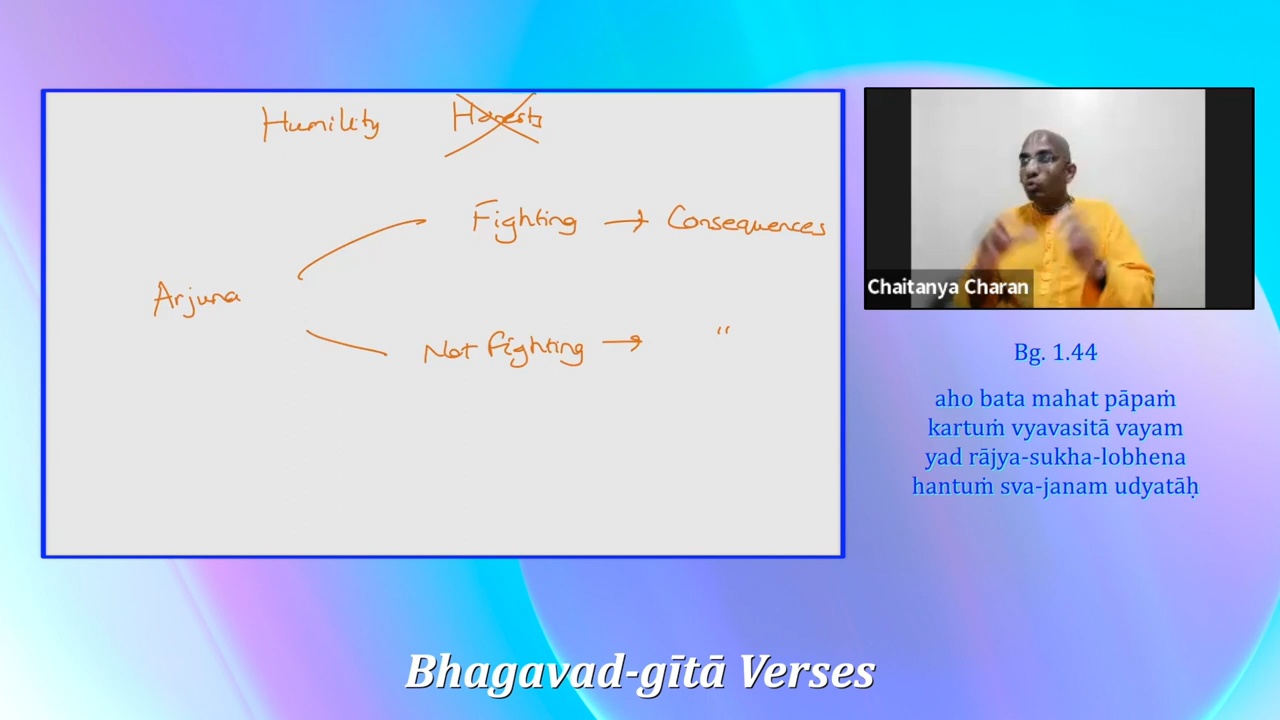 Humility
Fighting → Consequences
Arjuna
Not Fighting → "
Chaitanya Charan
Bg. 1.44
aho bata mahat pāpaṁ
kartuṁ vyavasitā vayam
yad rājya-sukha-lobhena
hantuṁ sva-janam udyatāḥ
Bhagavad-gītā Verses